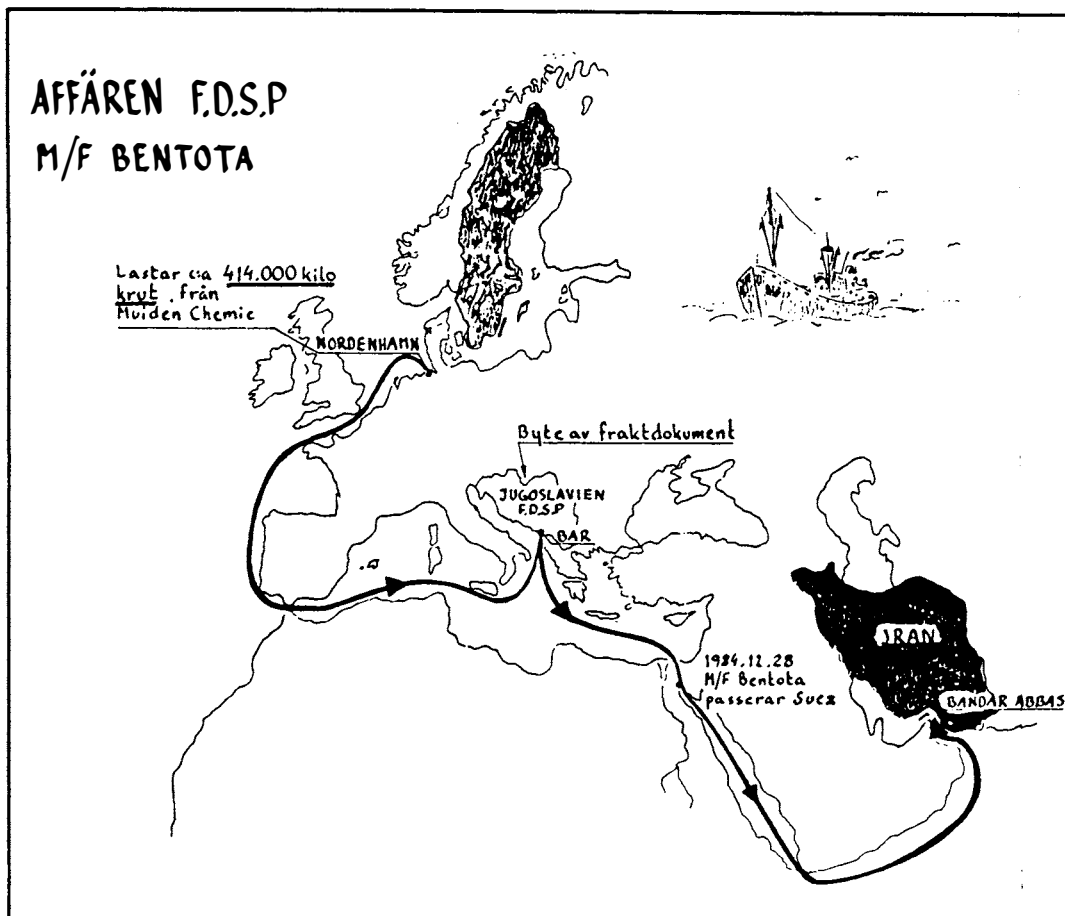 AFFÄREN F.D.S.P
M/F BENTOTA
Lastar ca 414.000 kilo
krut. från
Muiden Chemie
NORDENHAMN
Byte av fraktdokument
JUGOSLAVIEN
F.D.S.P
BAR
IRAN
1984.12.28
M/F Bentota
passerar Suez
BANDAR ABBAS